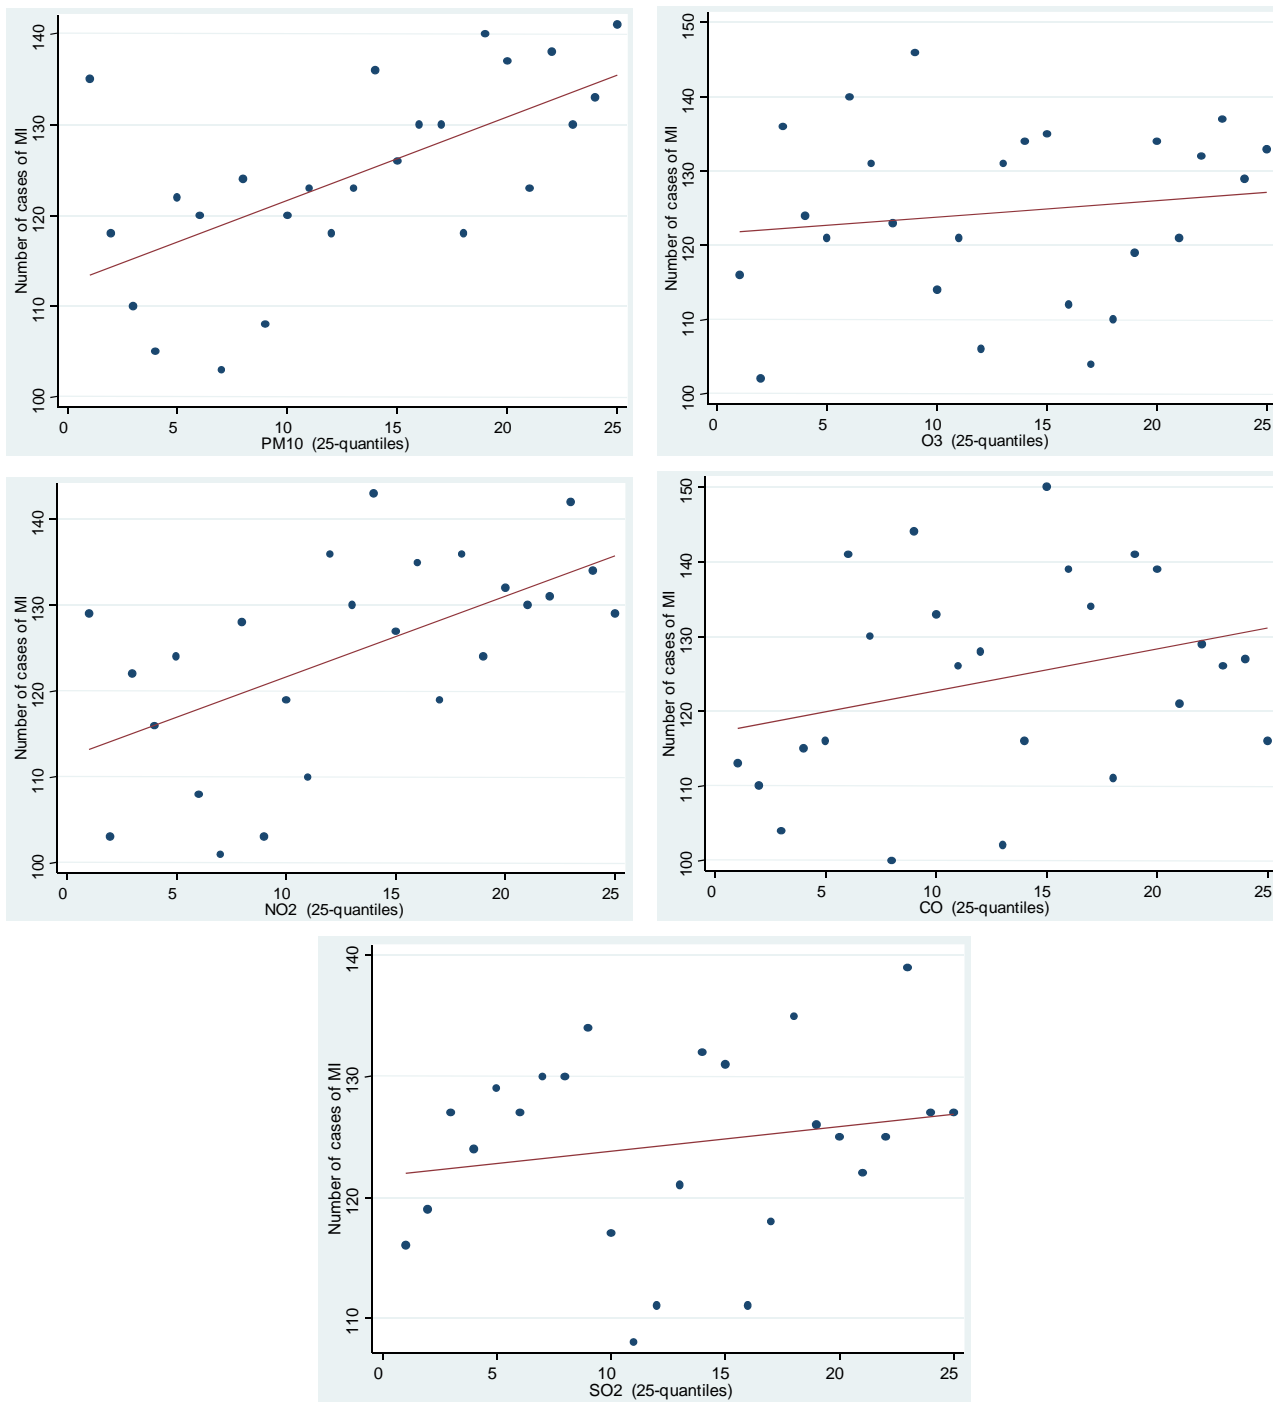 Number of cases of MI
140
130
120
110
100
0 5 10 15 20 25
PM10 (25-quantiles)
Number of cases of MI
150
140
130
120
110
100
0 5 10 15 20 25
O3 (25-quantiles)
Number of cases of MI
140
130
120
110
100
0 5 10 15 20 25
NO2 (25-quantiles)
Number of cases of MI
150
140
130
120
110
100
0 5 10 15 20 25
CO (25-quantiles)
Number of cases of MI
140
130
120
110
0 5 10 15 20 25
SO2 (25-quantiles)